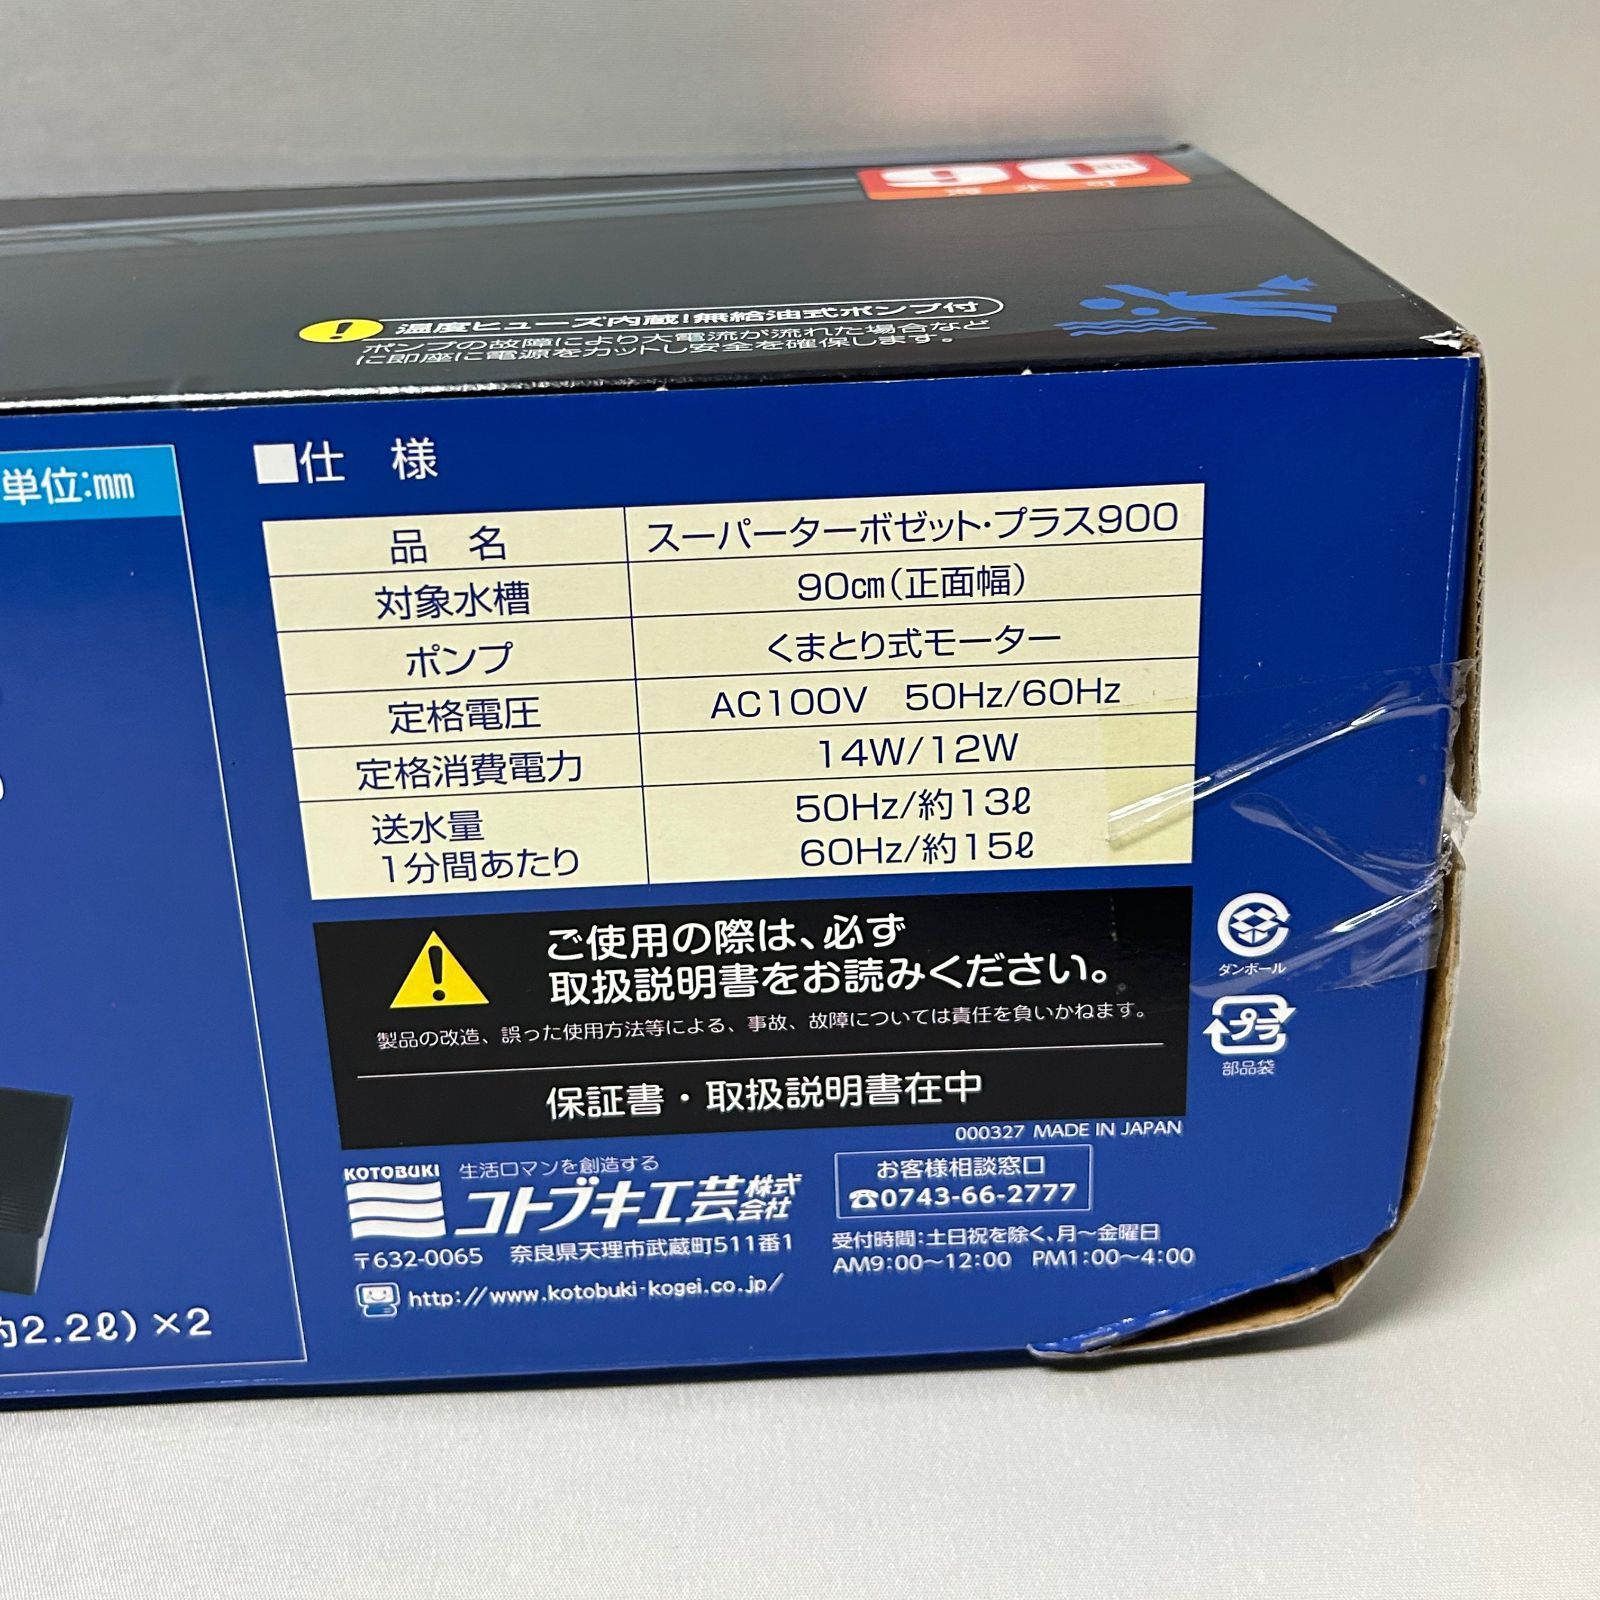 90
温度ヒューズ内蔵!無給油式ポンプ付
ポンプの故障により大電流が流れた場合など
に即座に電源をカットし安全を確保します。
単位:mm
■仕 様
品 名 スーパーターボゼット・プラス900
対象水槽 90cm(正面幅)
ポンプ くまとり式モーター
定格電圧 AC100V 50Hz/60Hz
定格消費電力 14W/12W
送水量 50Hz/約13ℓ
1分間あたり 60Hz/約15ℓ
ご使用の際は、必ず
取扱説明書をお読みください。
製品の改造、誤った使用方法等による、事故、故障については責任を負いかねます。
保証書・取扱説明書在中
ダンボール
プラ
部品袋
000327 MADE IN JAPAN
KOTOBUKI 生活ロマンを創造する
コトブキ工芸株式会社
〒632-0065 奈良県天理市武蔵町511番1
http://www.kotobuki-kogei.co.jp/
お客様相談窓口
☎0743-66-2777
受付時間:土日祝を除く、月〜金曜日
AM9:00〜12:00 PM1:00〜4:00
約2.2ℓ) ×2